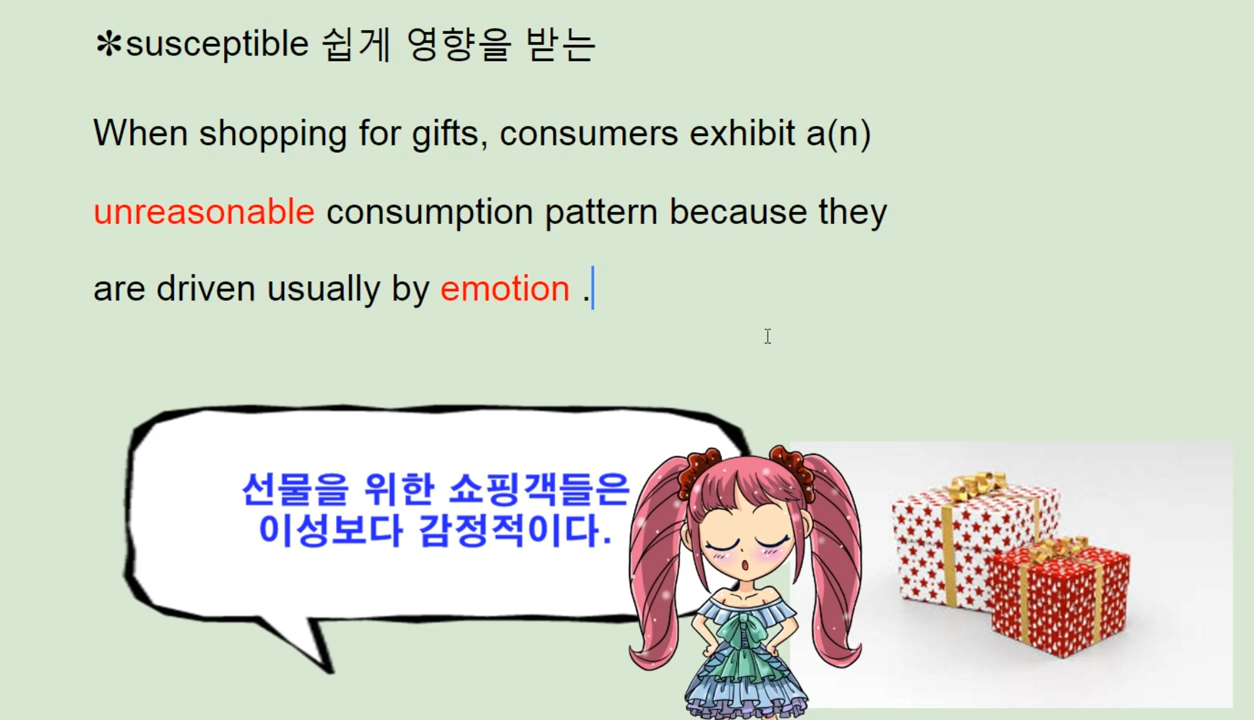 ✻susceptible 쉽게 영향을 받는
When shopping for gifts, consumers exhibit a(n)
unreasonable consumption pattern because they
are driven usually by emotion .
선물을 위한 쇼핑객들은
이성보다 감정적이다.